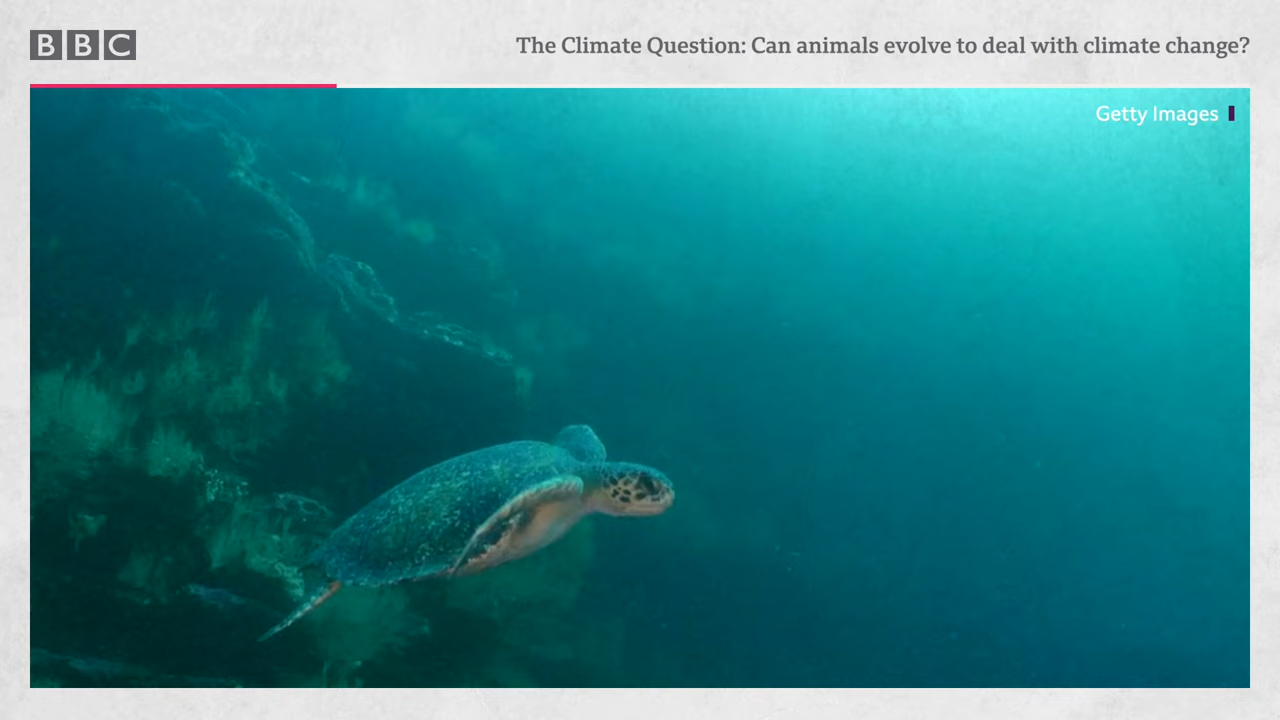 BBC
The Climate Question: Can animals evolve to deal with climate change?
Getty Images